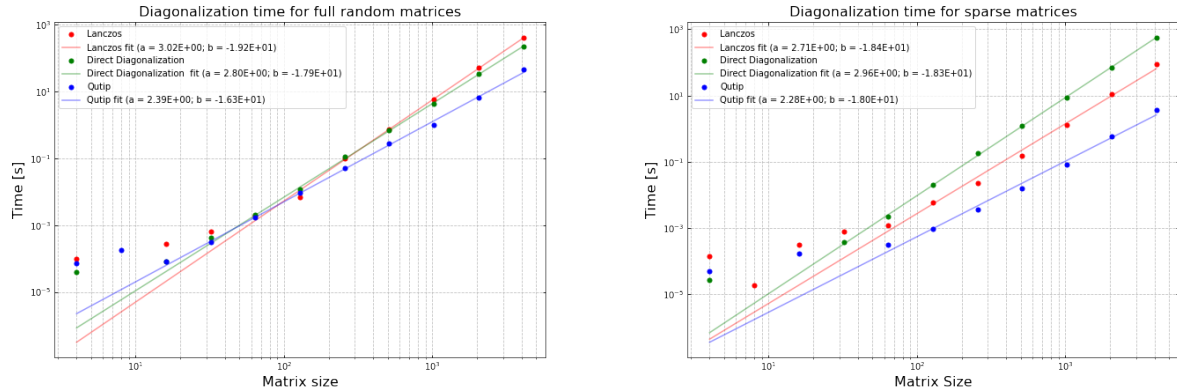 Diagonalization time for full random matrices
Lanczos
Lanczos fit (a = 3.02E+00; b = -1.92E+01)
Direct Diagonalization
Direct Diagonalization  fit (a = 2.80E+00; b = -1.79E+01)
Qutip
Qutip fit (a = 2.39E+00; b = -1.63E+01)
Time [s]
10³
10¹
10⁻¹
10⁻³
10⁻⁵
10¹
10²
10³
Matrix size
Diagonalization time for sparse matrices
Lanczos
Lanczos fit (a = 2.71E+00; b = -1.84E+01)
Direct Diagonalization
Direct Diagonalization fit (a = 2.96E+00; b = -1.83E+01)
Qutip
Qutip fit (a = 2.28E+00; b = -1.80E+01)
Time [s]
10³
10¹
10⁻¹
10⁻³
10⁻⁵
10¹
10²
10³
Matrix Size